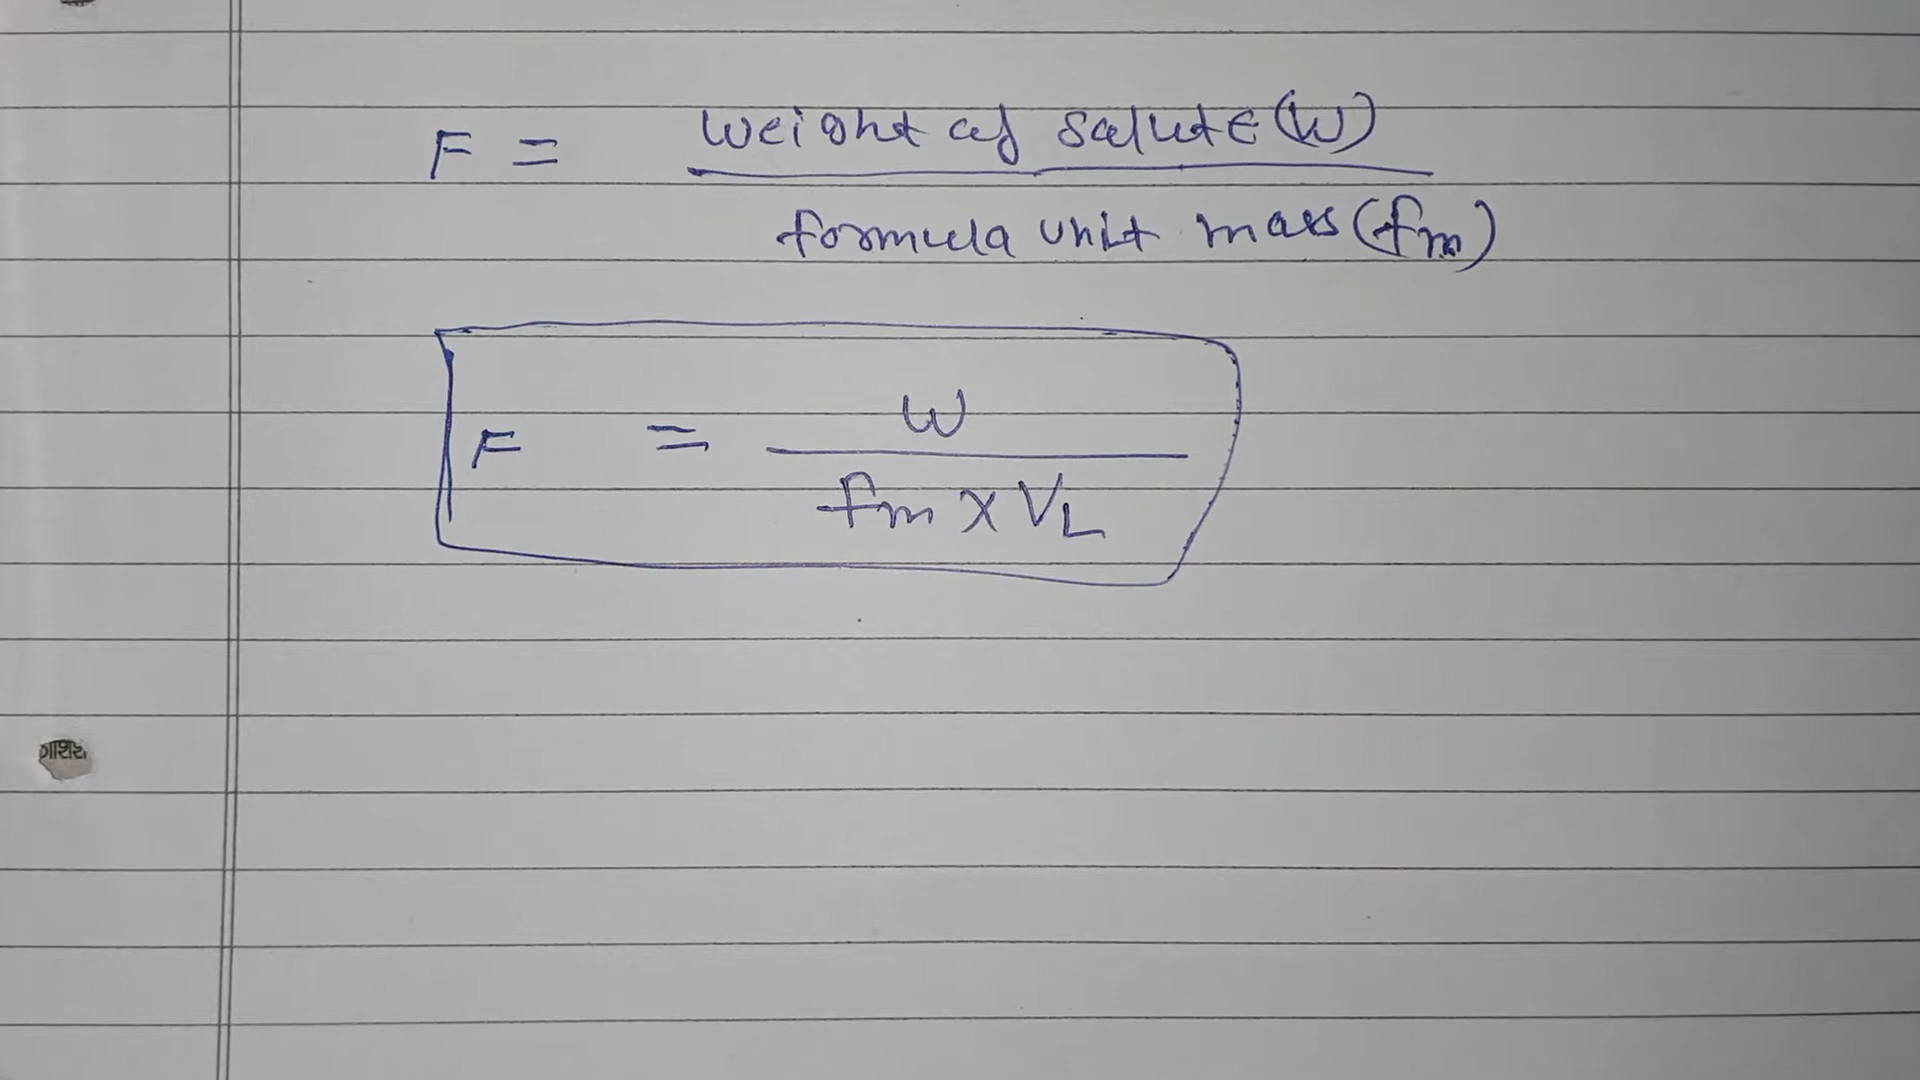 F = weight of solute (W)
formula unit mass (fm)
F = W
fm x VL